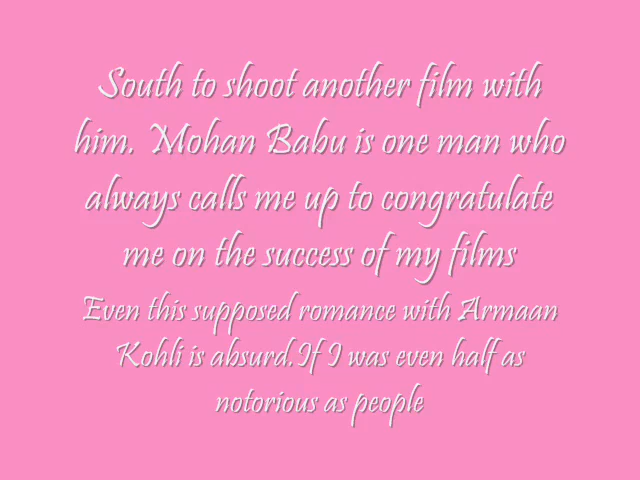 South to shoot another film with
him.  Mohan Babu is one man who
always calls me up to congratulate
me on the success of my films
Even this supposed romance with Armaan
Kohli is absurd.If I was even half as
notorious as people